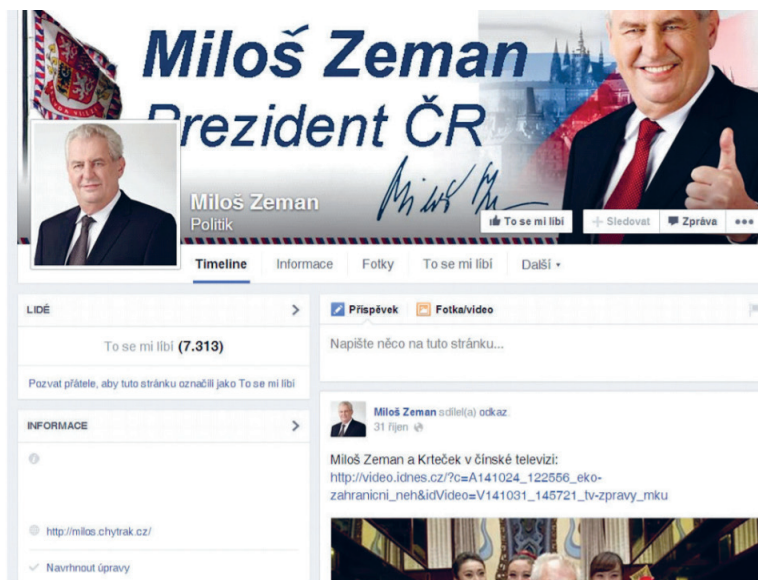 Miloš Zeman
Prezident ČR
Miloš Zeman
Politik
To se mi líbí
Sledovat
Zpráva
Timeline
Informace
Fotky
To se mi líbí
Další
LIDÉ
To se mi líbí (7.313)
Pozvat přátele, aby tuto stránku označili jako To se mi líbí
INFORMACE
http://milos.chytrak.cz/
Navrhnout úpravy
Příspěvek
Fotka/video
Napište něco na tuto stránku...
Miloš Zeman sdílel(a) odkaz
31 říjen
Miloš Zeman a Krteček v čínské televizi:
http://video.idnes.cz/?c=A141024_122556_eko-
zahranicni_neh&idVideo=V141031_145721_tv-zpravy_mku